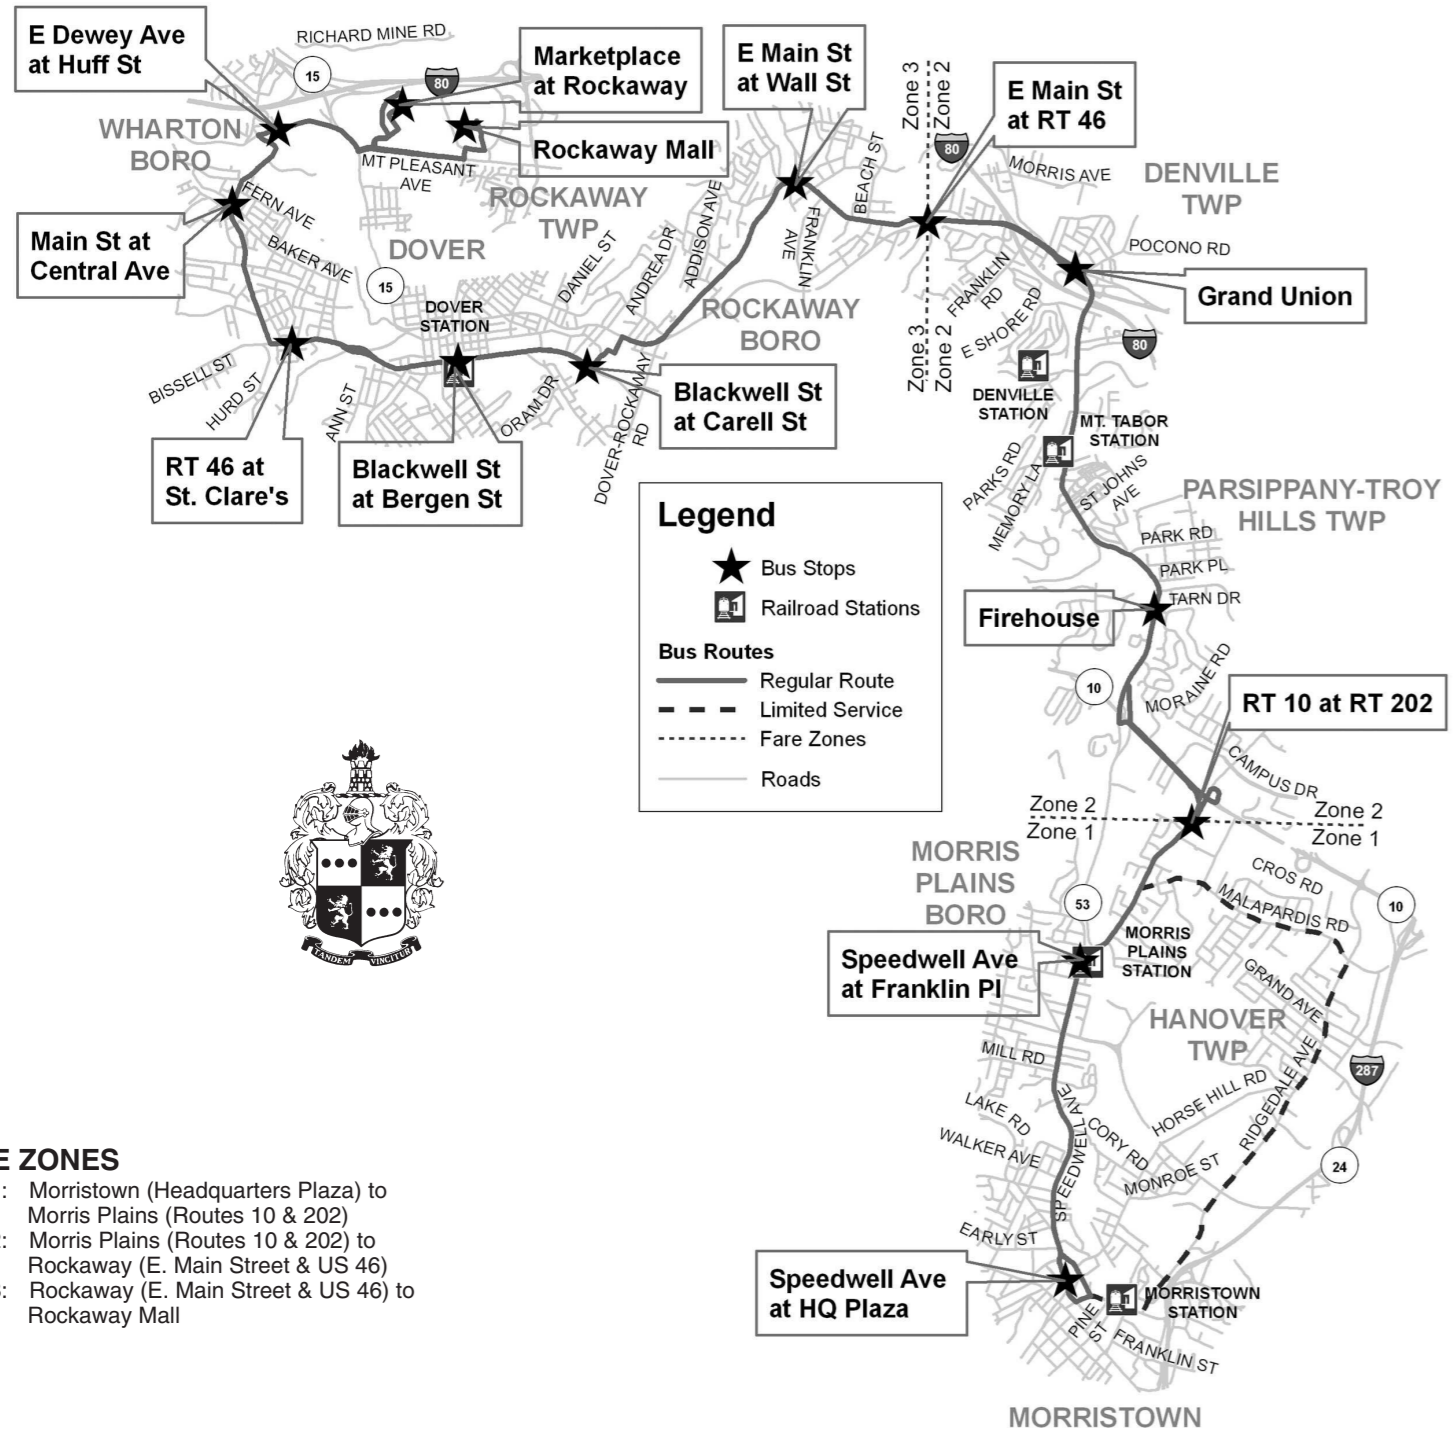 E Dewey Ave
at Huff St
RICHARD MINE RD
15
80
Marketplace
at Rockaway
Rockaway Mall
E Main St
at Wall St
Zone 3
Zone 2
E Main St
at RT 46
80
MORRIS AVE
DENVILLE
TWP
WHARTON
BORO
MT PLEASANT
AVE
ROCKAWAY
TWP
BEACH ST
FERN AVE
Main St at
Central Ave
BAKER AVE
DOVER
15
DOVER
STATION
DANIEL ST
ANDREA DR
ADDISON AVE
FRANKLIN
AVE
ROCKAWAY
BORO
POCONO RD
Grand Union
FRANKLIN
RD
E SHORE RD
Zone 3
Zone 2
80
DENVILLE
STATION
MT. TABOR
STATION
BISSELL ST
HURD ST
ANN ST
ORAM DR
DOVER-ROCKAWAY
RD
Blackwell St
at Carell St
RT 46 at
St. Clare's
Blackwell St
at Bergen St
PARKS RD
MEMORY LA
ST JOHNS
AVE
PARSIPPANY-TROY
HILLS TWP
PARK RD
PARK PL
TARN DR
Firehouse
Legend
Bus Stops
Railroad Stations
Bus Routes
Regular Route
Limited Service
Fare Zones
Roads
10
MORAINE RD
RT 10 at RT 202
CAMPUS DR
Zone 2
Zone 1
Zone 2
Zone 1
MORRIS
PLAINS
BORO
CROS RD
MALAPARDIS RD
53
10
MORRIS
PLAINS
STATION
Speedwell Ave
at Franklin Pl
GRAND AVE
HANOVER
TWP
TANDEM VINCITUR
MILL RD
287
LAKE RD
SPEEDWELL AVE
CORY RD
HORSE HILL RD
RIDGEDALE AVE
WALKER AVE
MONROE ST
24
EARLY ST
Speedwell Ave
at HQ Plaza
MORRISTOWN
STATION
PINE
ST
FRANKLIN ST
MORRISTOWN
E ZONES
: Morristown (Headquarters Plaza) to
Morris Plains (Routes 10 & 202)
: Morris Plains (Routes 10 & 202) to
Rockaway (E. Main Street & US 46)
: Rockaway (E. Main Street & US 46) to
Rockaway Mall